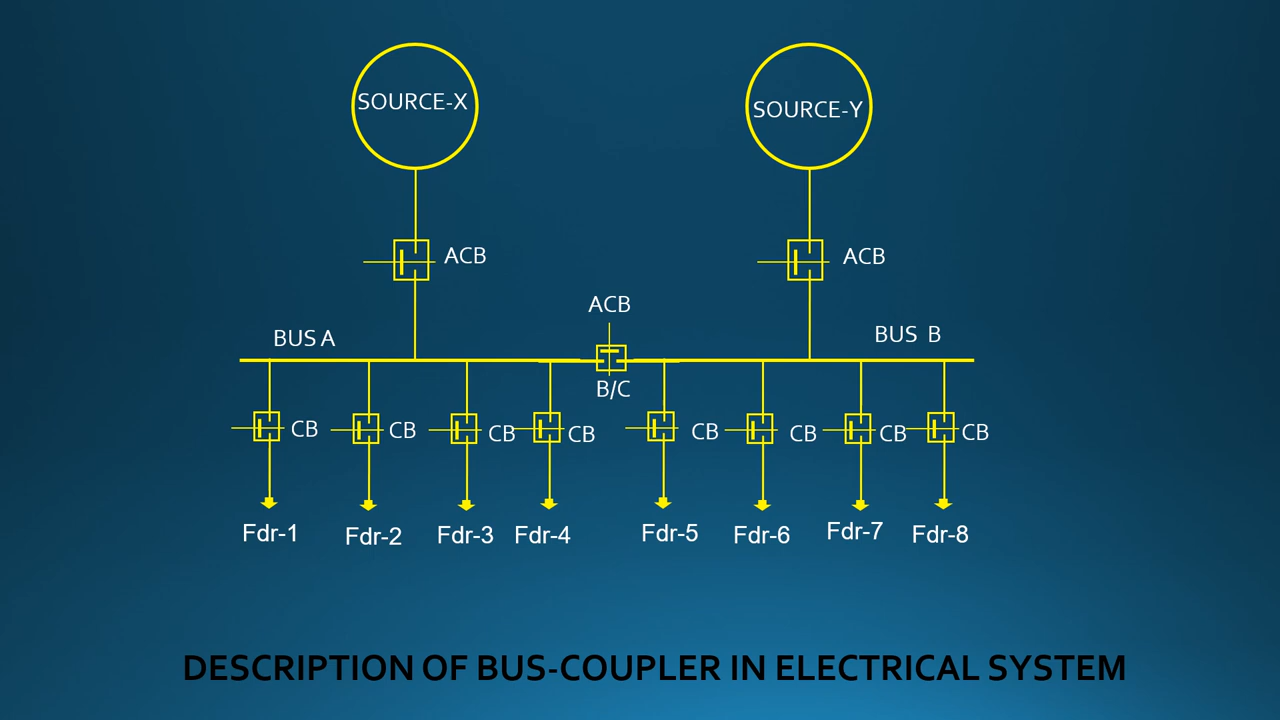 SOURCE-X
SOURCE-Y
ACB
ACB
ACB
BUS A
BUS B
B/C
CB
CB
CB
CB
CB
CB
CB
CB
Fdr-1
Fdr-2
Fdr-3
Fdr-4
Fdr-5
Fdr-6
Fdr-7
Fdr-8
DESCRIPTION OF BUS-COUPLER IN ELECTRICAL SYSTEM